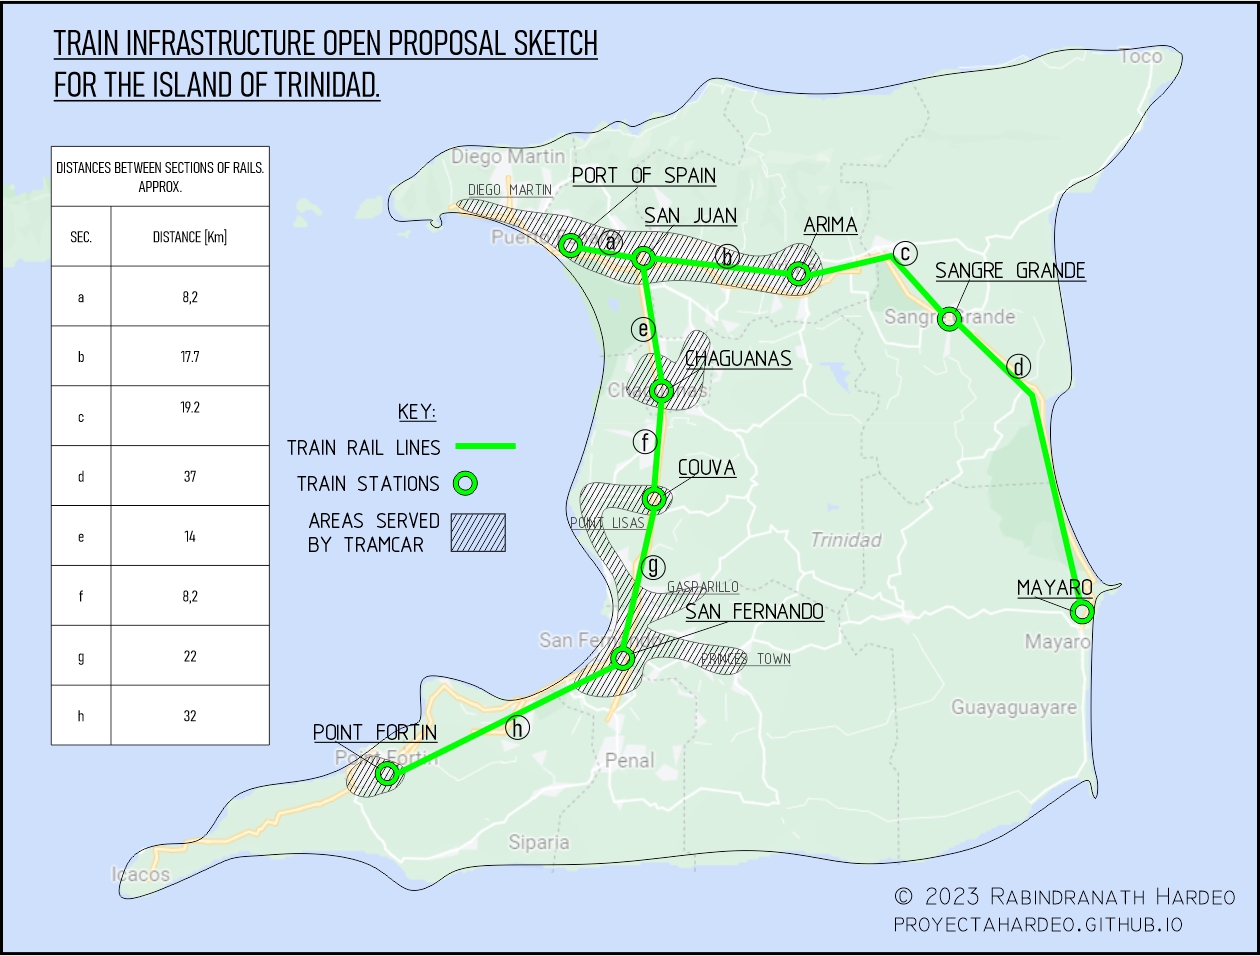 TRAIN INFRASTRUCTURE OPEN PROPOSAL SKETCH
FOR THE ISLAND OF TRINIDAD.
DISTANCES BETWEEN SECTIONS OF RAILS.
APPROX.
SEC. DISTANCE [Km]
a 8,2
b 17.7
c 19.2
d 37
e 14
f 8,2
g 22
h 32
KEY:
TRAIN RAIL LINES
TRAIN STATIONS
AREAS SERVED
BY TRAMCAR
Toco
Diego Martin
DIEGO MARTIN
PORT OF SPAIN
SAN JUAN
ARIMA
a
b
c
SANGRE GRANDE
Sangre Grande
e
CHAGUANAS
d
f
COUVA
POINT LISAS
Trinidad
g
GASPARILLO
MAYARO
SAN FERNANDO
San Fernando
PRINCES TOWN
Mayaro
Guayaguayare
h
POINT FORTIN
Point Fortin
Penal
Siparia
Icacos
© 2023 RABINDRANATH HARDEO
PROYECTAHARDEO.GITHUB.IO